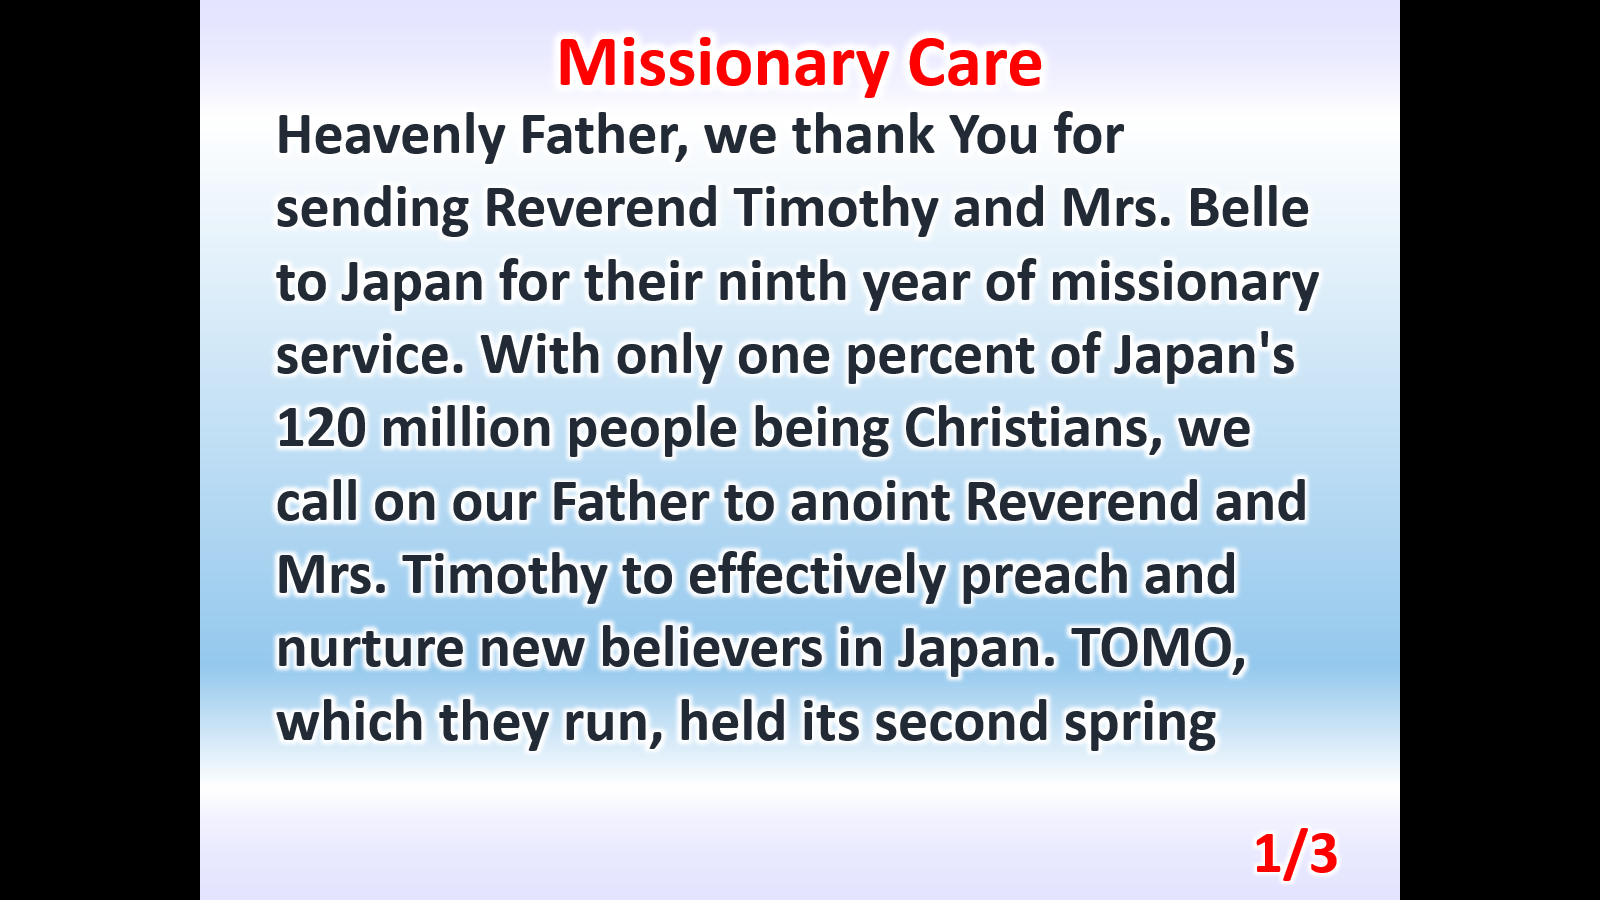 Missionary Care
Heavenly Father, we thank You for
sending Reverend Timothy and Mrs. Belle
to Japan for their ninth year of missionary
service. With only one percent of Japan's
120 million people being Christians, we
call on our Father to anoint Reverend and
Mrs. Timothy to effectively preach and
nurture new believers in Japan. TOMO,
which they run, held its second spring
1/3